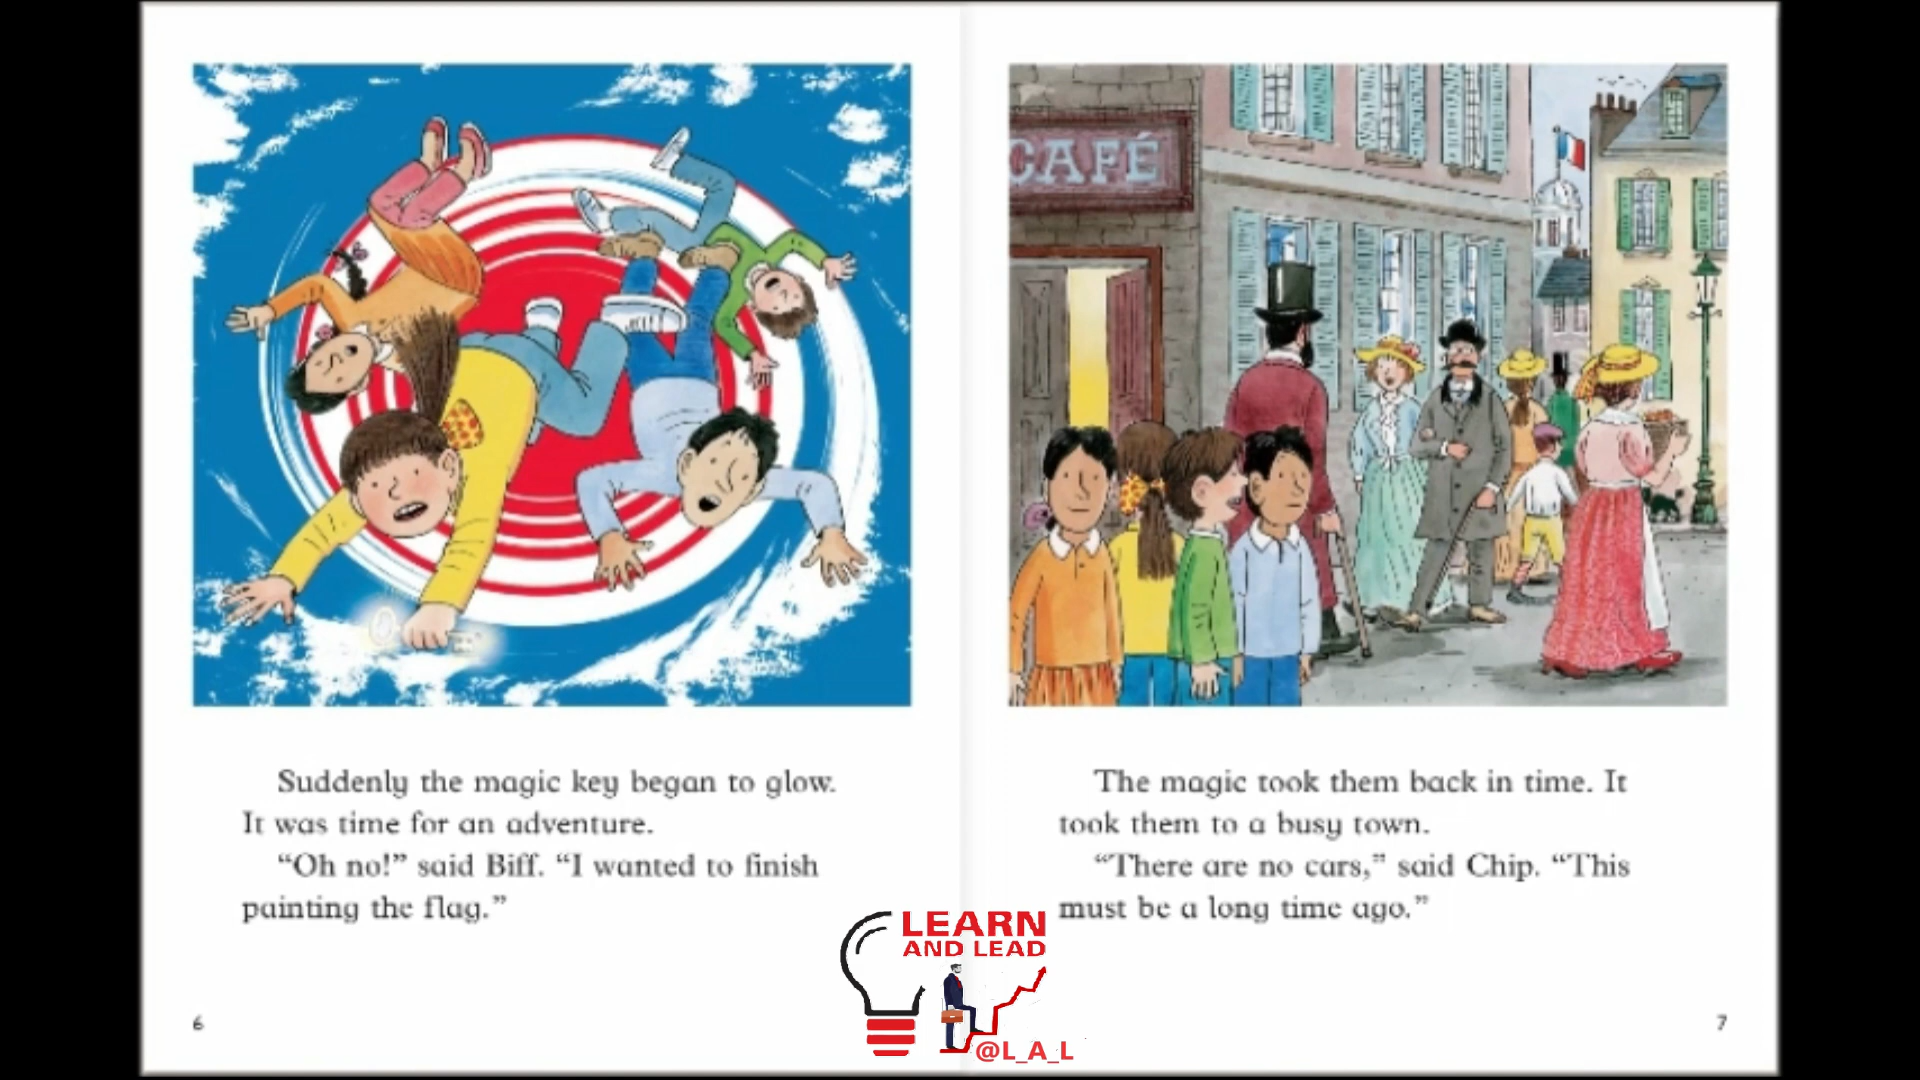 CAFÉ
Suddenly the magic key began to glow.
It was time for an adventure.
“Oh no!” said Biff. “I wanted to finish
painting the flag.”
6
The magic took them back in time. It
took them to a busy town.
“There are no cars,” said Chip. “This
must be a long time ago.”
7
LEARN
AND LEAD
@L_A_L